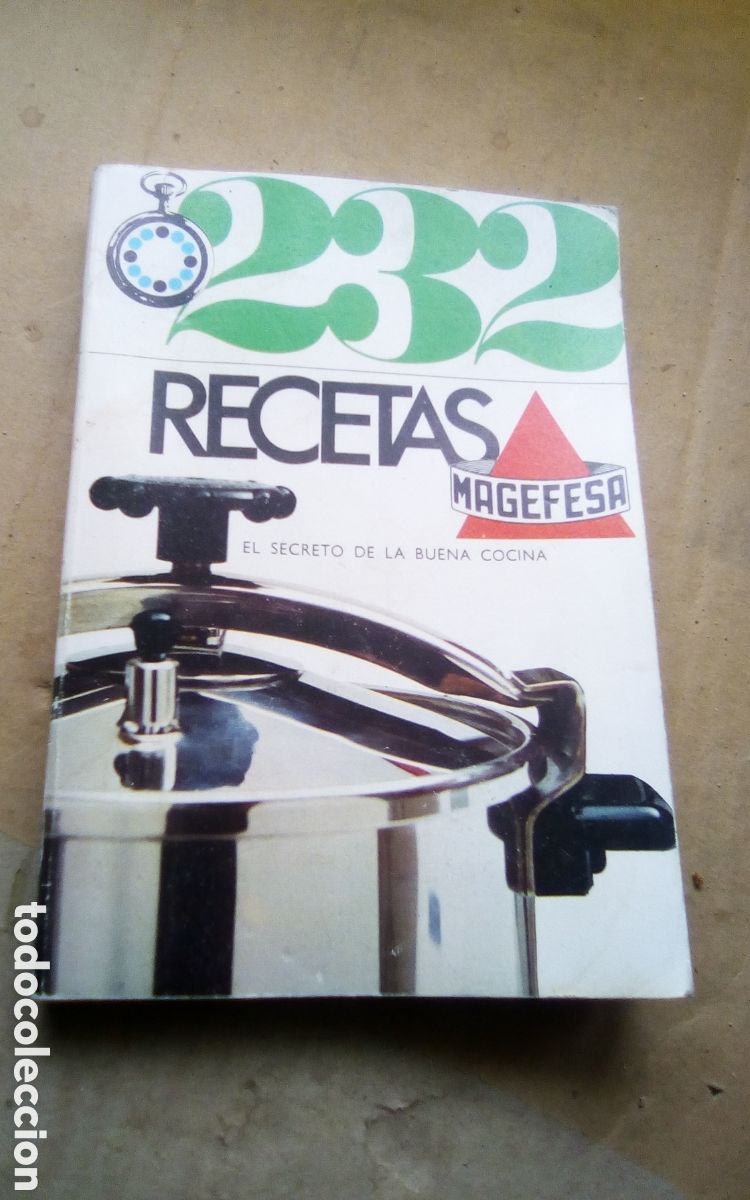 232
RECETAS
MAGEFESA
EL SECRETO DE LA BUENA COCINA
todocoleccion